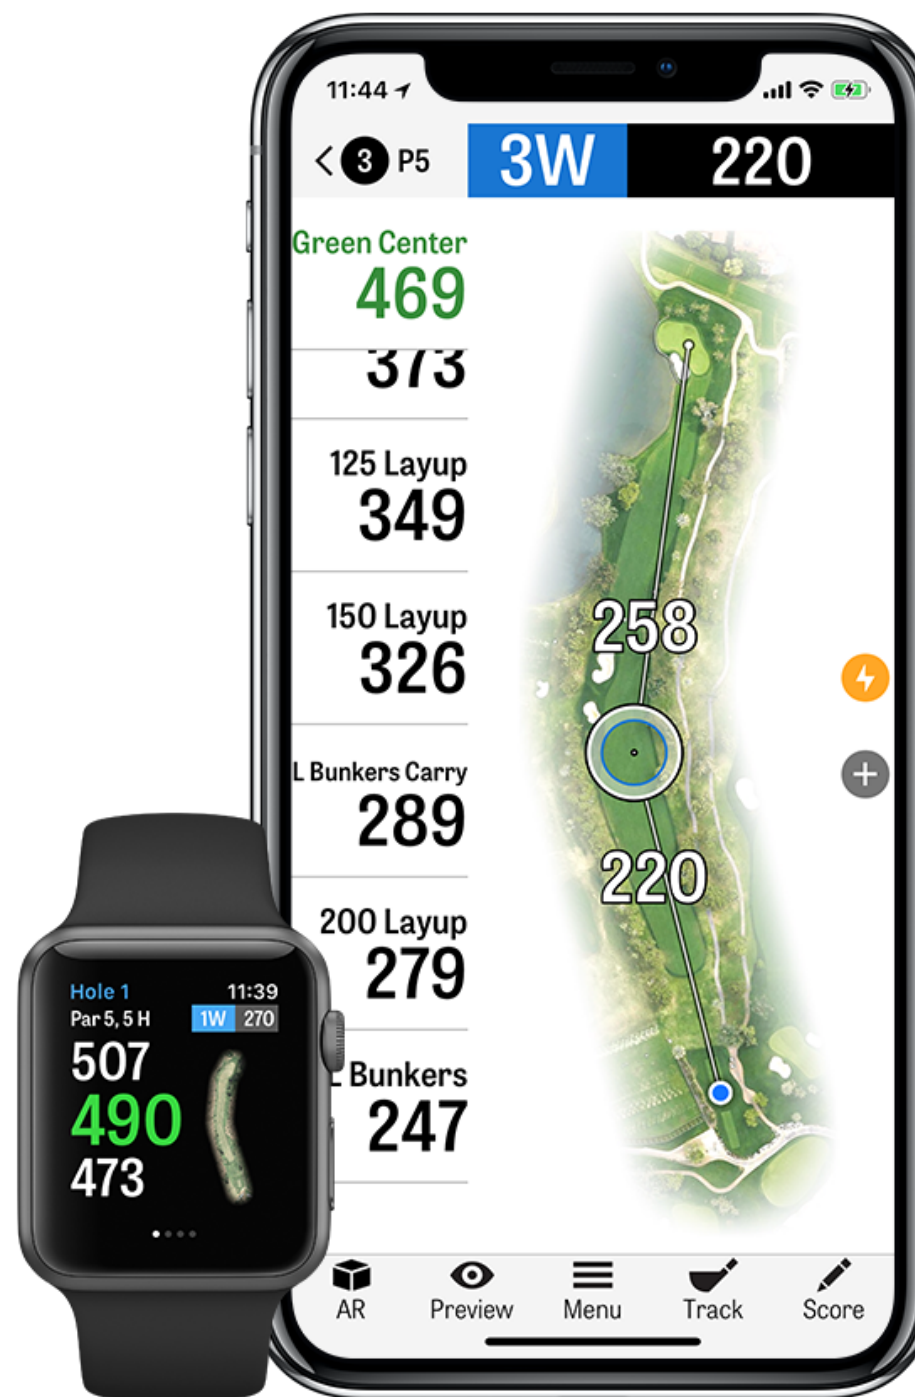 11:44
3 P5
3W 220
Green Center
469
373
125 Layup
349
150 Layup
326
L Bunkers Carry
289
200 Layup
279
L Bunkers
247
258
220
AR
Preview
Menu
Track
Score
Hole 1 11:39
Par 5, 5 H 1W 270
507
490
473